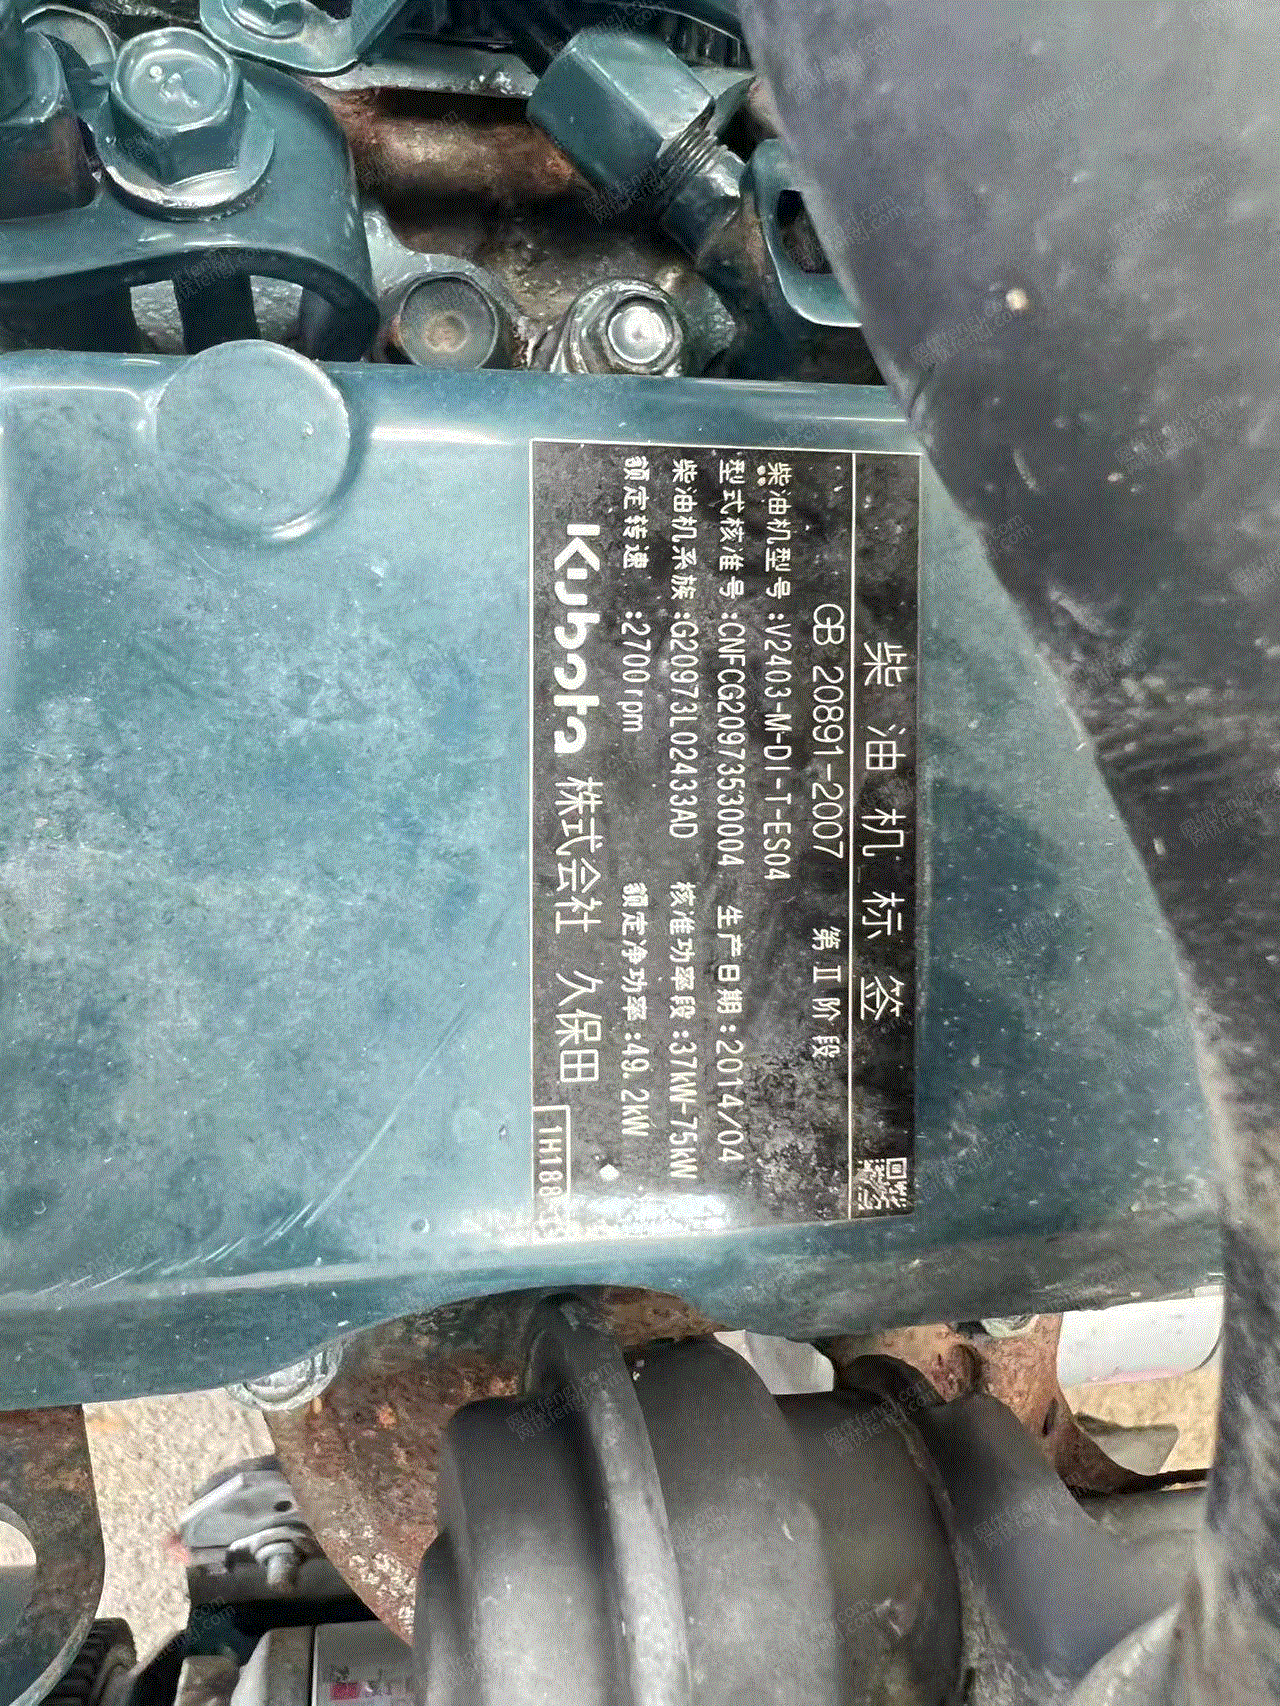 柴油机标签
GB 20891-2007 第Ⅱ阶段
柴油机型号:V2403-M-DI-T-ES04
型式核准号:CNFCG20973530004 生产日期:2014/04
柴油机系族:G20973L02433AD 核准功率段:37kW-75kW
额定转速 :2700rpm 额定净功率:49.2kW
Kubota 株式会社 久保田
1H188